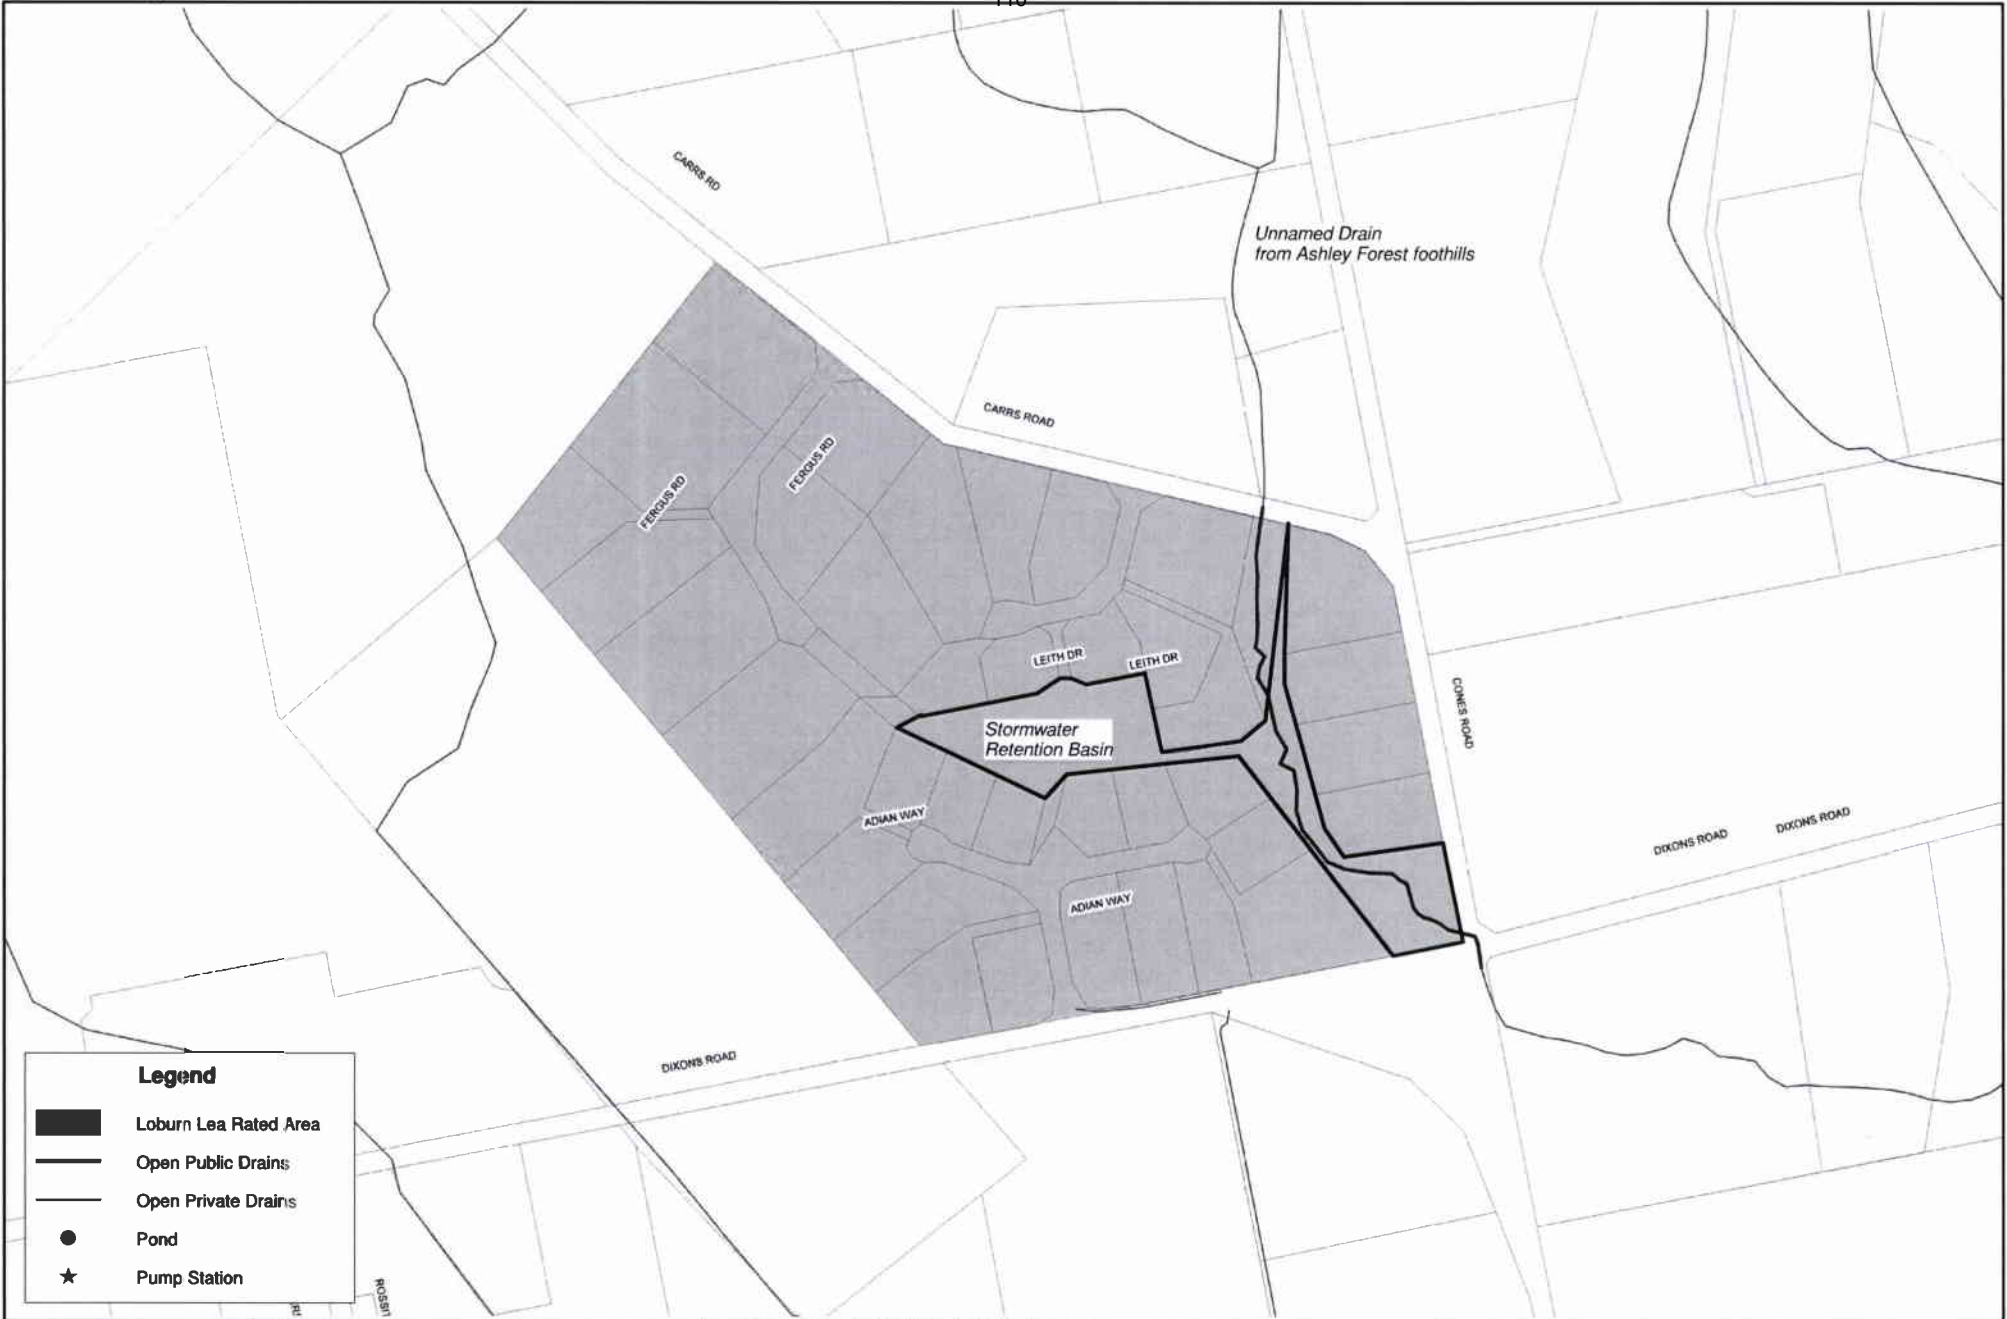 CARRS RD
Unnamed Drain
from Ashley Forest foothills
CARRS ROAD
FERGUS RD
FERGUS RD
LEITH DR
LEITH DR
CONES ROAD
Stormwater
Retention Basin
ADIAN WAY
DIXONS ROAD
DIXONS ROAD
ADIAN WAY
DIXONS ROAD
Legend
Loburn Lea Rated Area
Open Public Drains
Open Private Drains
Pond
Pump Station